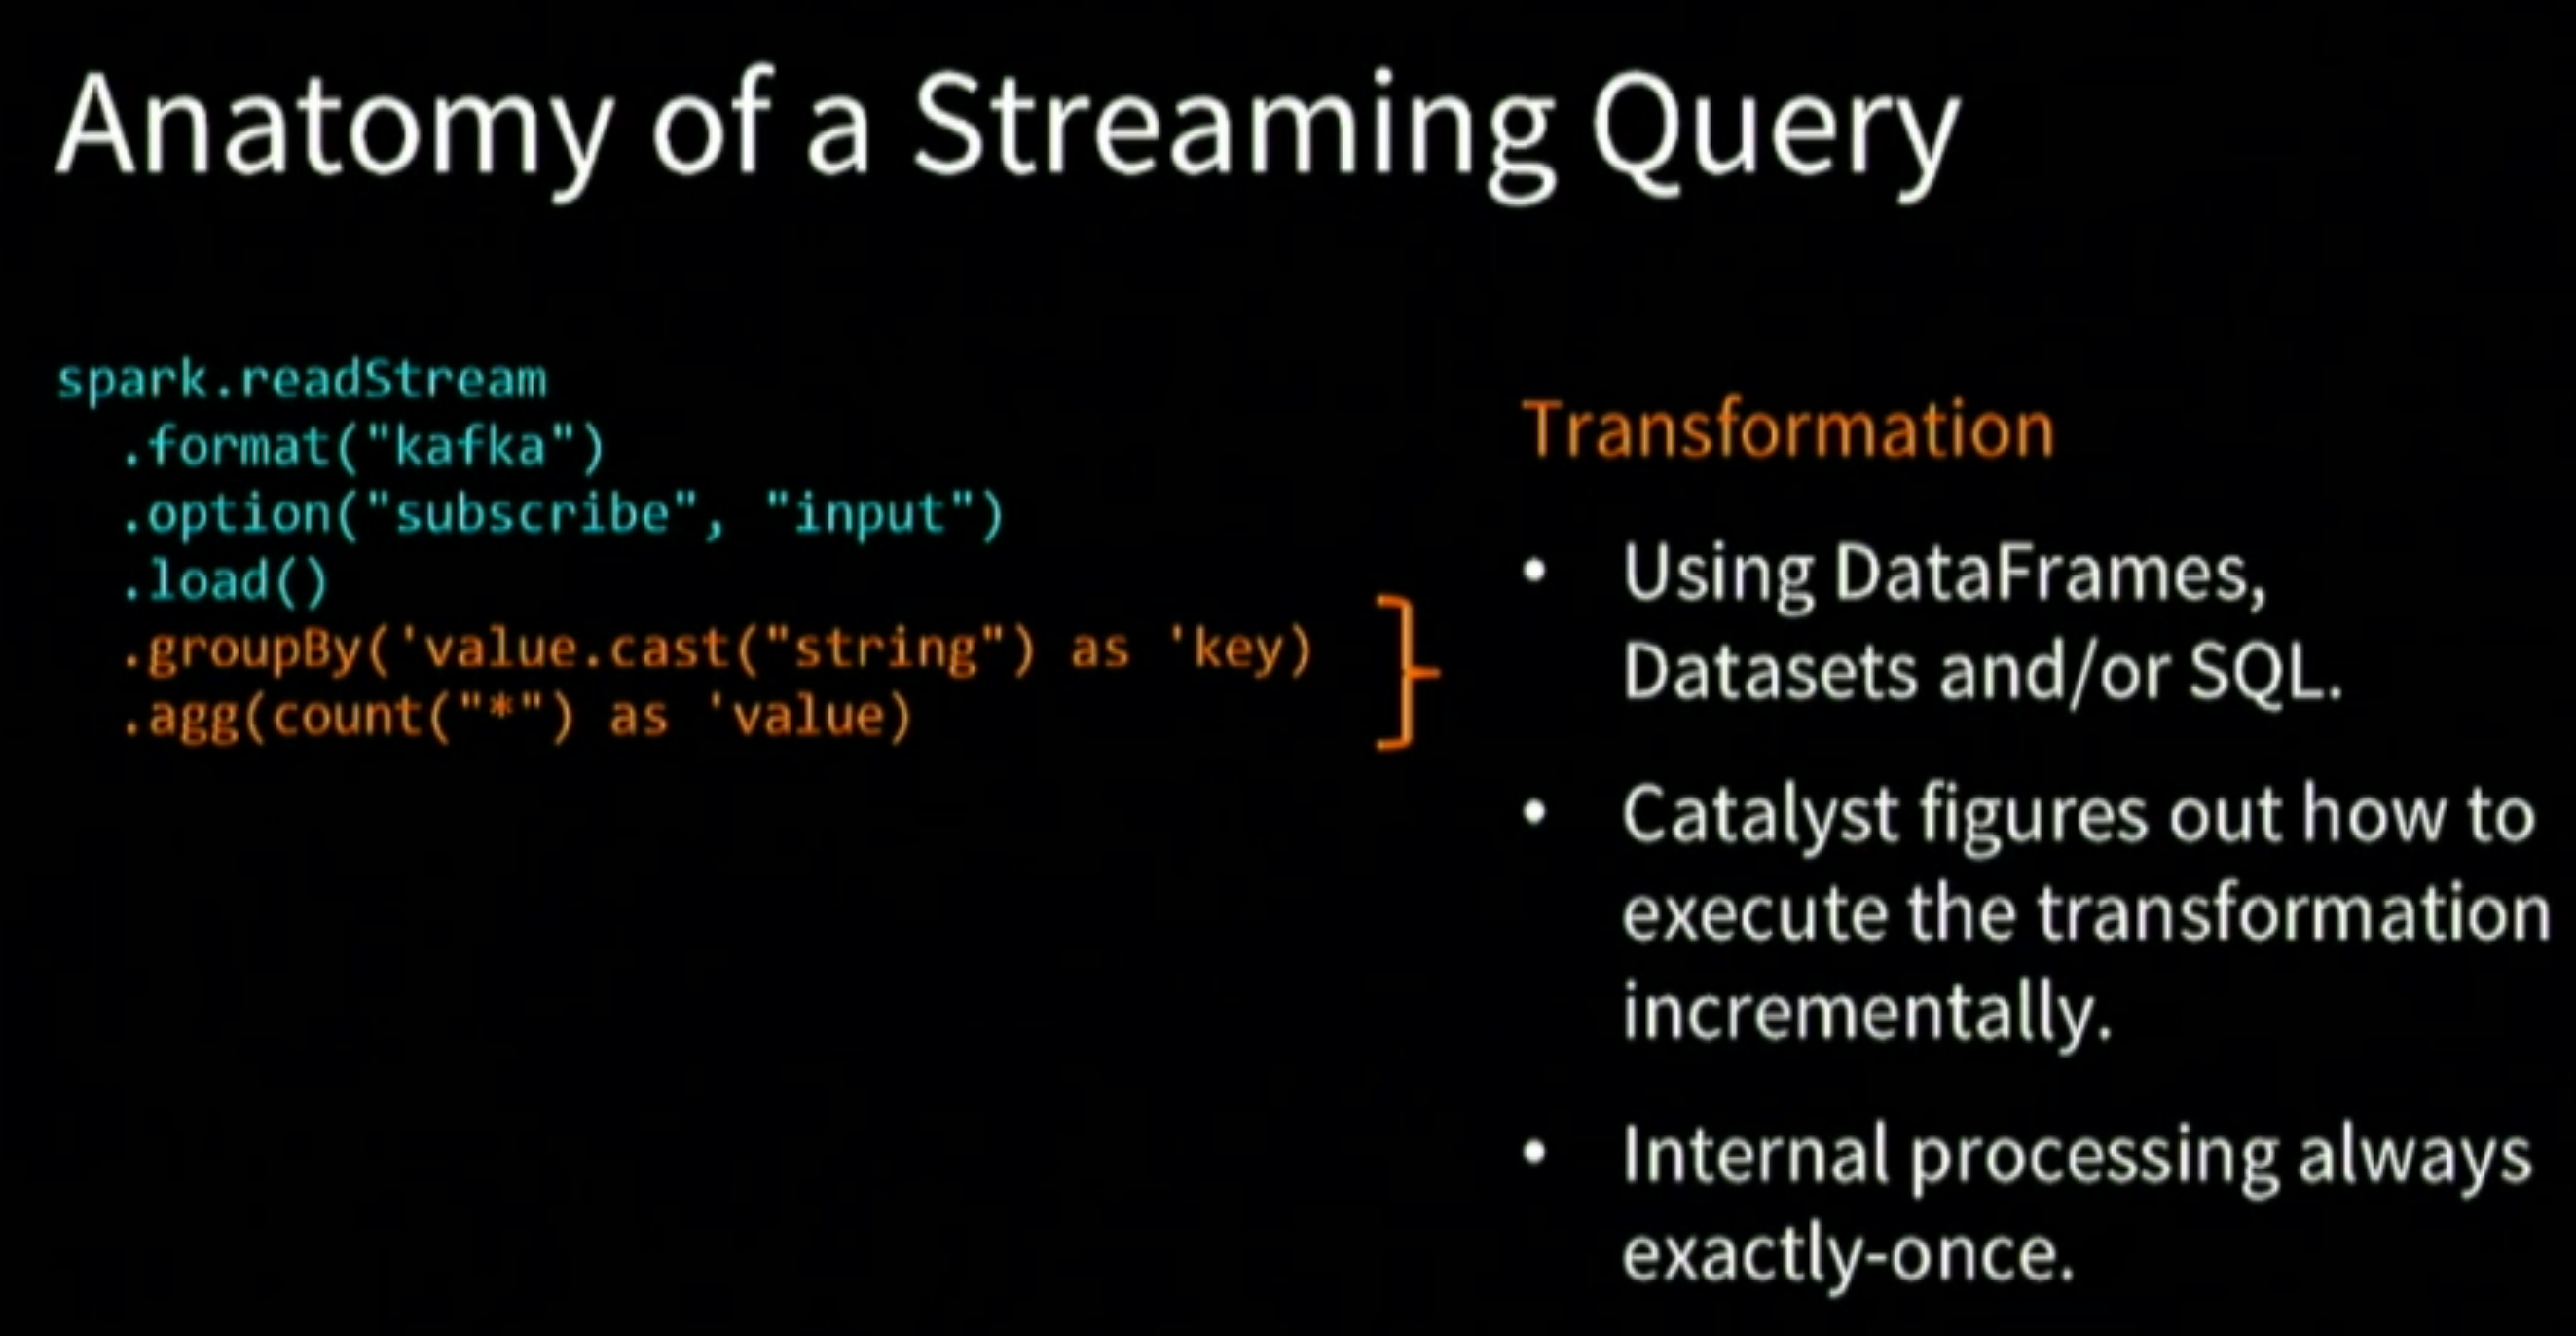 Anatomy of a Streaming Query
spark.readStream
.format("kafka")
.option("subscribe", "input")
.load()
.groupBy('value.cast("string") as 'key)
.agg(count("*") as 'value)
Transformation
• Using DataFrames,
Datasets and/or SQL.
• Catalyst figures out how to
execute the transformation
incrementally.
• Internal processing always
exactly-once.